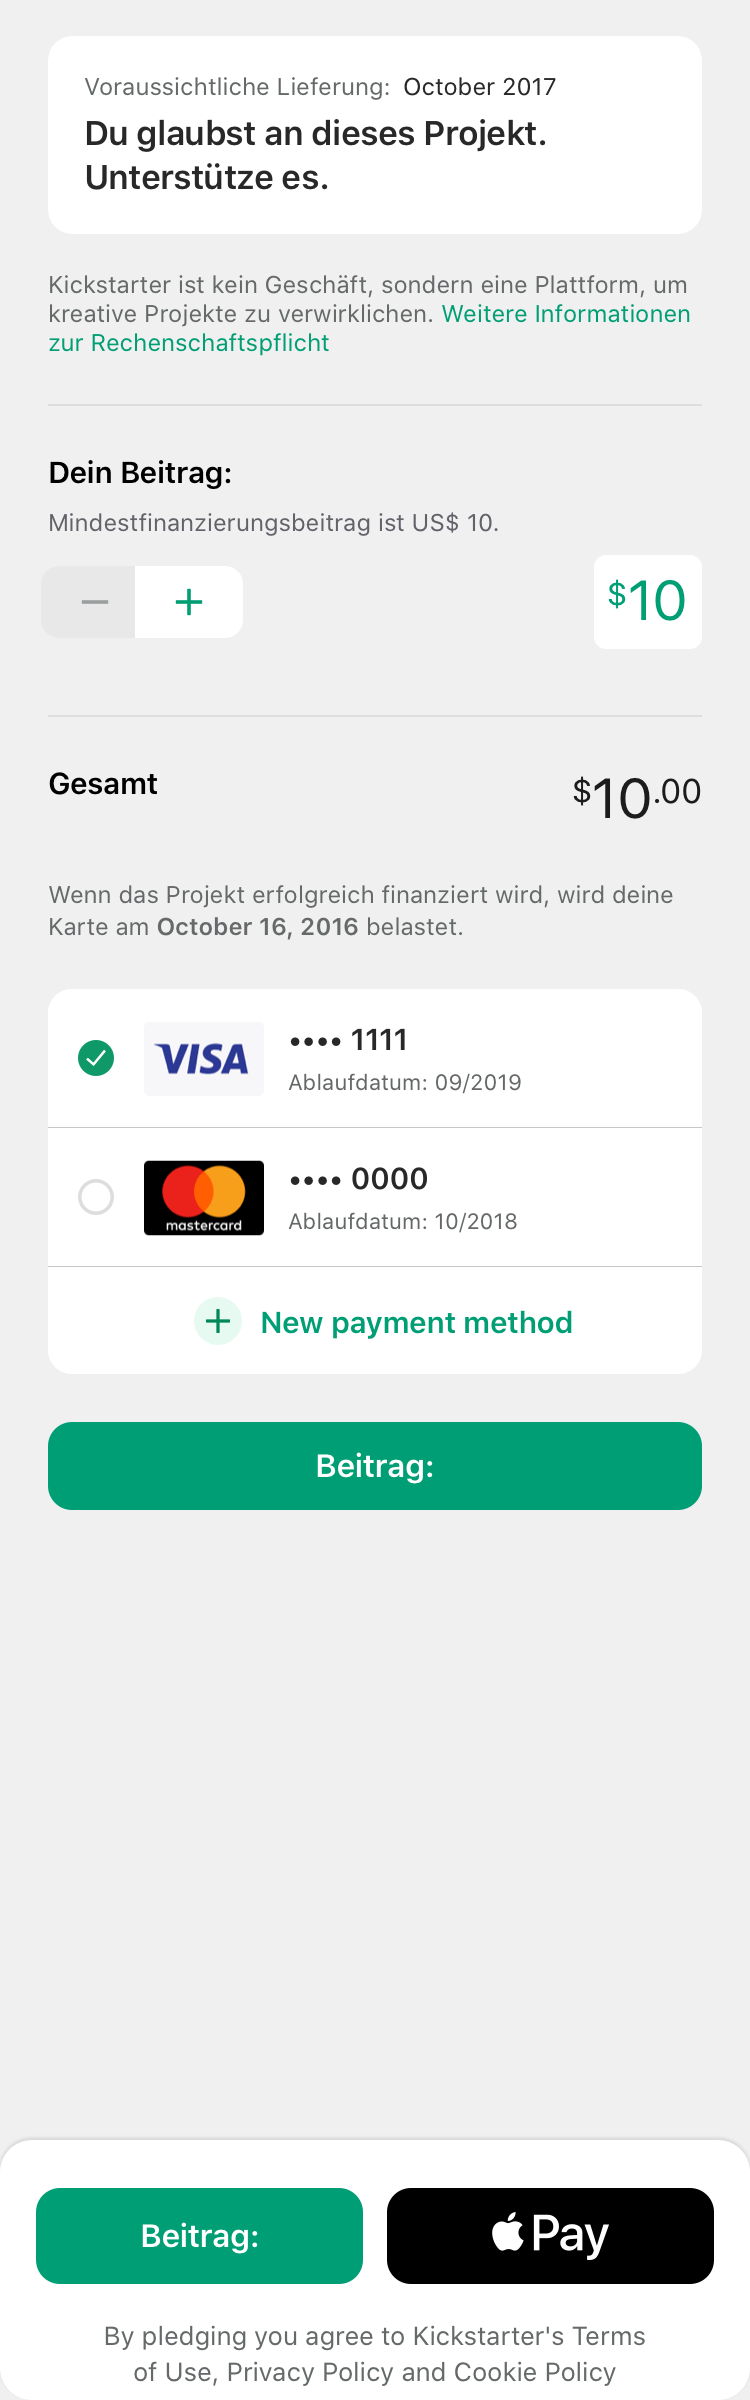 Voraussichtliche Lieferung: October 2017
Du glaubst an dieses Projekt.
Unterstütze es.
Kickstarter ist kein Geschäft, sondern eine Plattform, um
kreative Projekte zu verwirklichen. Weitere Informationen
zur Rechenschaftspflicht
Dein Beitrag:
Mindestfinanzierungsbeitrag ist US$ 10.
− + $10
Gesamt $10.00
Wenn das Projekt erfolgreich finanziert wird, wird deine
Karte am October 16, 2016 belastet.
VISA •••• 1111
Ablaufdatum: 09/2019
•••• 0000
mastercard Ablaufdatum: 10/2018
+ New payment method
Beitrag:
Beitrag: Pay
By pledging you agree to Kickstarter's Terms
of Use, Privacy Policy and Cookie Policy